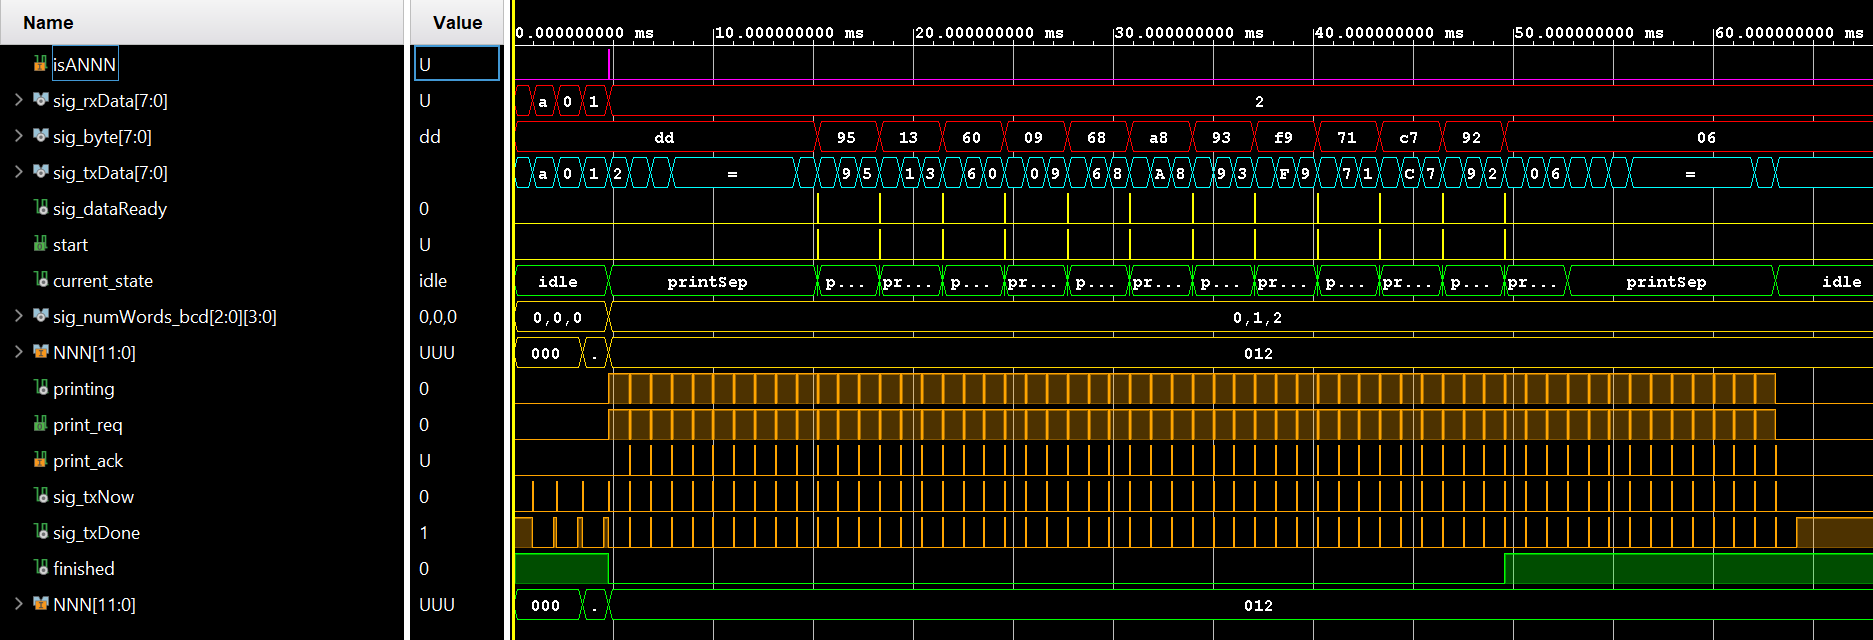 Name Value
0.000000000 ms 10.000000000 ms 20.000000000 ms 30.000000000 ms 40.000000000 ms 50.000000000 ms 60.000000000 ms
isANNN U
sig_rxData[7:0] U a 0 1 2
sig_byte[7:0] dd dd 95 13 60 09 68 a8 93 f9 71 c7 92 06
sig_txData[7:0] a 0 1 2 = 9 5 1 3 6 0 0 9 6 8 A 8 9 3 F 9 7 1 C 7 9 2 0 6 =
sig_dataReady 0
start U
current_state idle idle printSep p... pr... p... pr... p... pr... p... pr... p... pr... p... pr... printSep idle
sig_numWords_bcd[2:0][3:0] 0,0,0 0,0,0 0,1,2
NNN[11:0] UUU 000 . 012
printing 0
print_req 0
print_ack U
sig_txNow 0
sig_txDone 1
finished 0
NNN[11:0] UUU 000 . 012